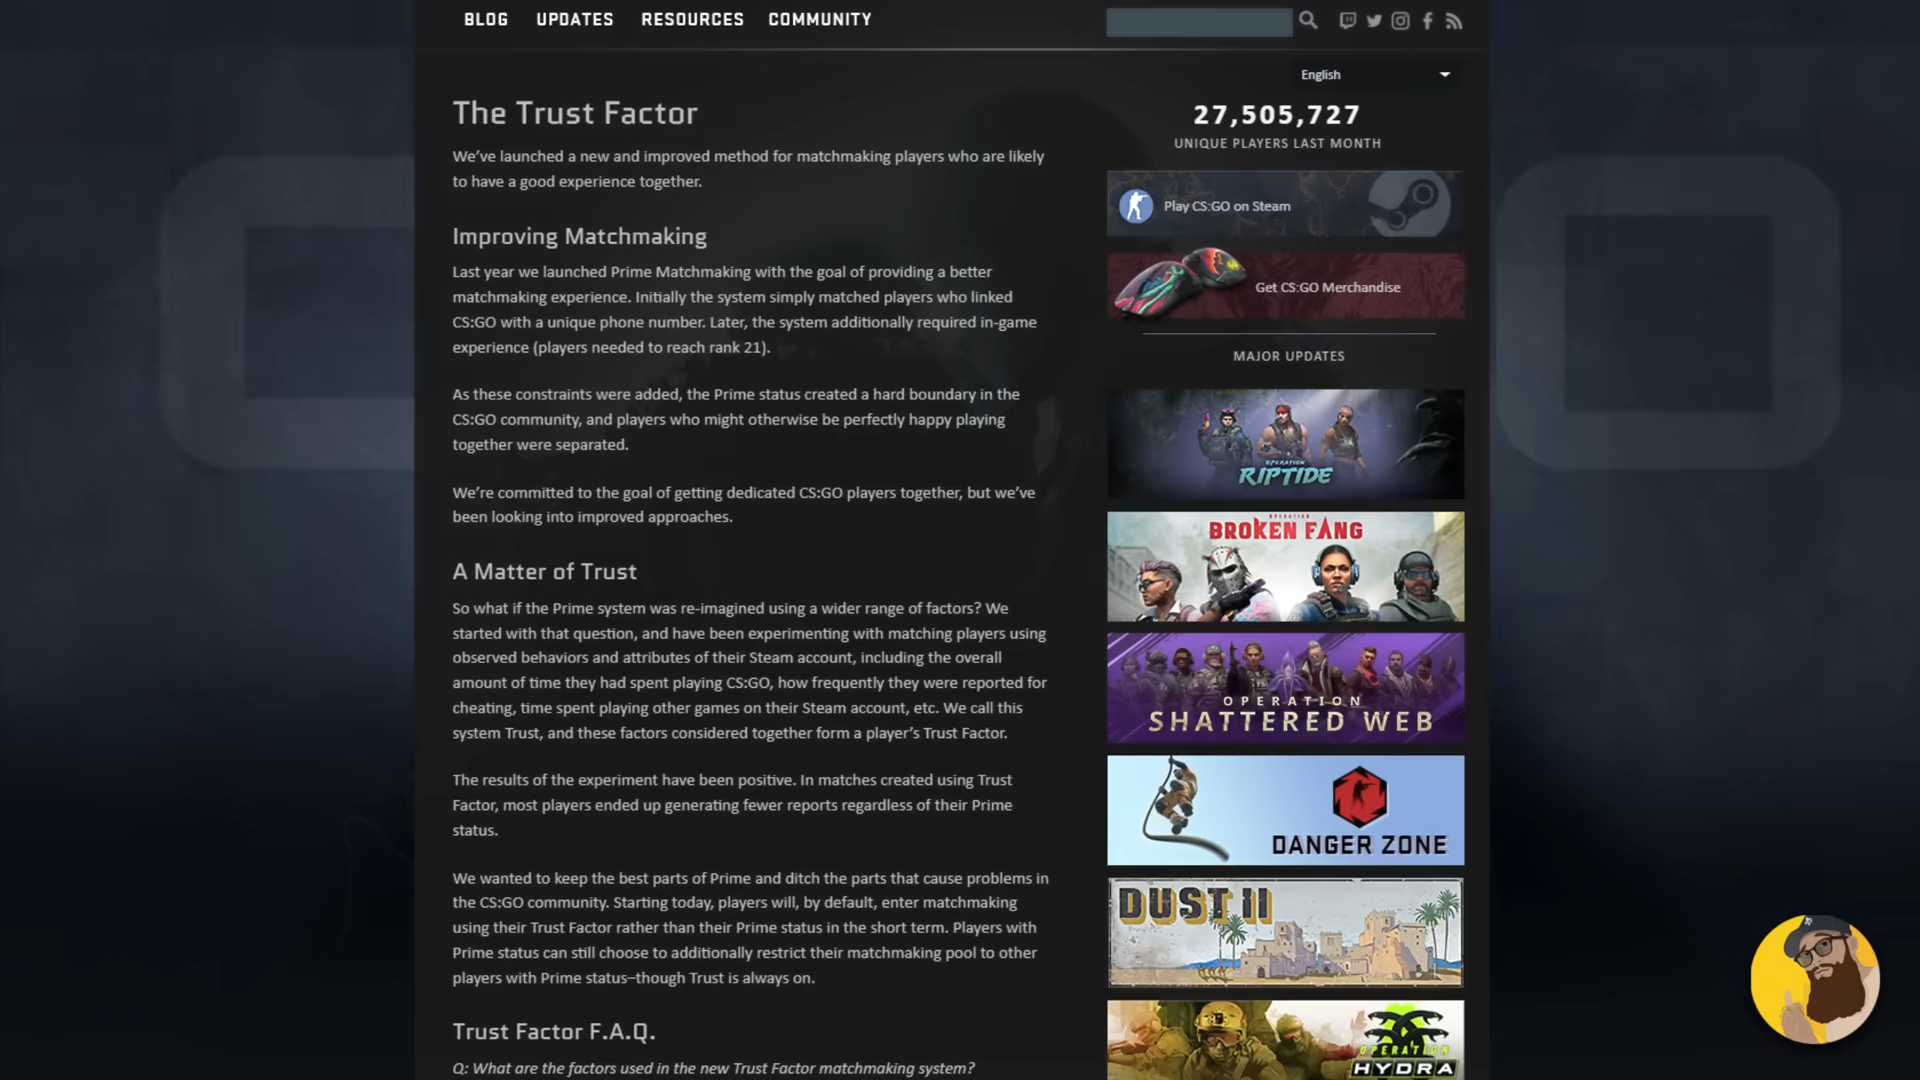 BLOG UPDATES RESOURCES COMMUNITY
English
The Trust Factor
We've launched a new and improved method for matchmaking players who are likely
to have a good experience together.
Improving Matchmaking
Last year we launched Prime Matchmaking with the goal of providing a better
matchmaking experience. Initially the system simply matched players who linked
CS:GO with a unique phone number. Later, the system additionally required in-game
experience (players needed to reach rank 21).
As these constraints were added, the Prime status created a hard boundary in the
CS:GO community, and players who might otherwise be perfectly happy playing
together were separated.
We're committed to the goal of getting dedicated CS:GO players together, but we've
been looking into improved approaches.
A Matter of Trust
So what if the Prime system was re-imagined using a wider range of factors? We
started with that question, and have been experimenting with matching players using
observed behaviors and attributes of their Steam account, including the overall
amount of time they had spent playing CS:GO, how frequently they were reported for
cheating, time spent playing other games on their Steam account, etc. We call this
system Trust, and these factors considered together form a player's Trust Factor.
The results of the experiment have been positive. In matches created using Trust
Factor, most players ended up generating fewer reports regardless of their Prime
status.
We wanted to keep the best parts of Prime and ditch the parts that cause problems in
the CS:GO community. Starting today, players will, by default, enter matchmaking
using their Trust Factor rather than their Prime status in the short term. Players with
Prime status can still choose to additionally restrict their matchmaking pool to other
players with Prime status–though Trust is always on.
Trust Factor F.A.Q.
Q: What are the factors used in the new Trust Factor matchmaking system?
27,505,727
UNIQUE PLAYERS LAST MONTH
Play CS:GO on Steam
Get CS:GO Merchandise
MAJOR UPDATES
OPERATION
RIPTIDE
OPERATION
BROKEN FANG
OPERATION
SHATTERED WEB
DANGER ZONE
DUST II
OPERATION
HYDRA